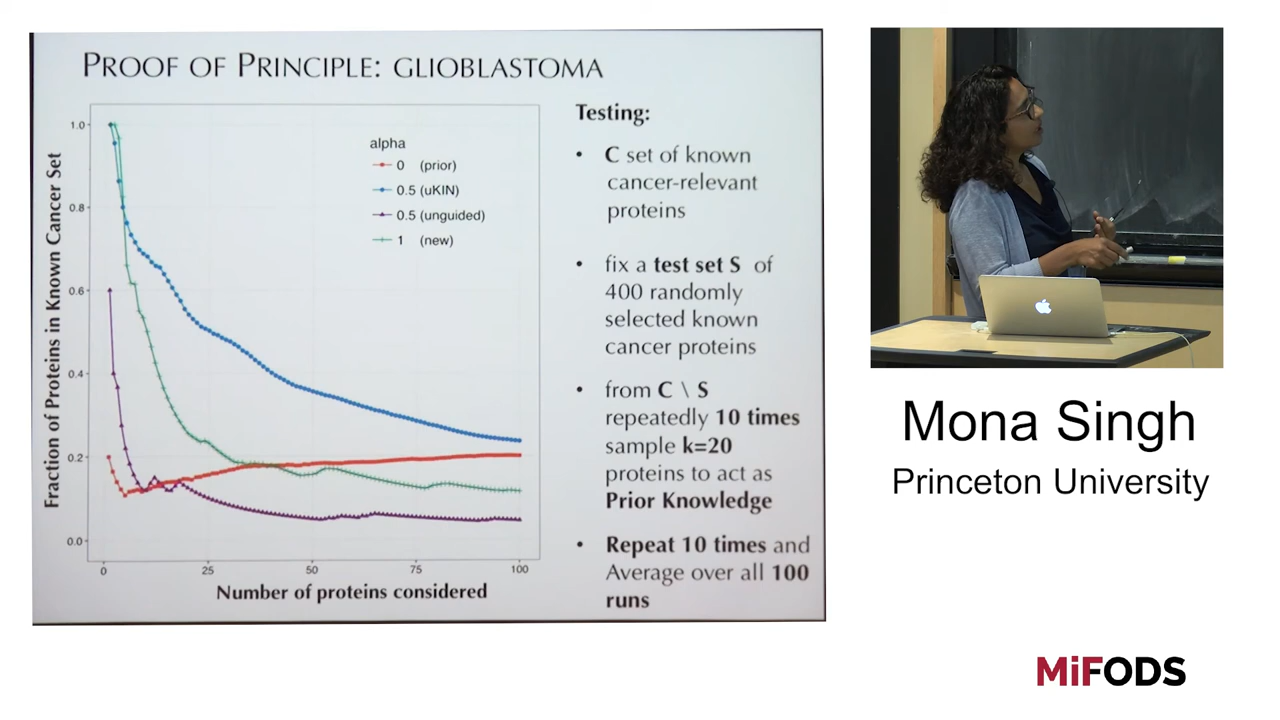 PROOF OF PRINCIPLE: GLIOBLASTOMA
Fraction of Proteins in Known Cancer Set
1.0
0.8
0.6
0.4
0.2
0.0
alpha
0 (prior)
0.5 (uKIN)
0.5 (unguided)
1 (new)
0
25
50
75
100
Number of proteins considered
Testing:
• C set of known
cancer-relevant
proteins
• fix a test set S of
400 randomly
selected known
cancer proteins
• from C \ S
repeatedly 10 times
sample k=20
proteins to act as
Prior Knowledge
• Repeat 10 times and
Average over all 100
runs
Mona Singh
Princeton University
MiFODS